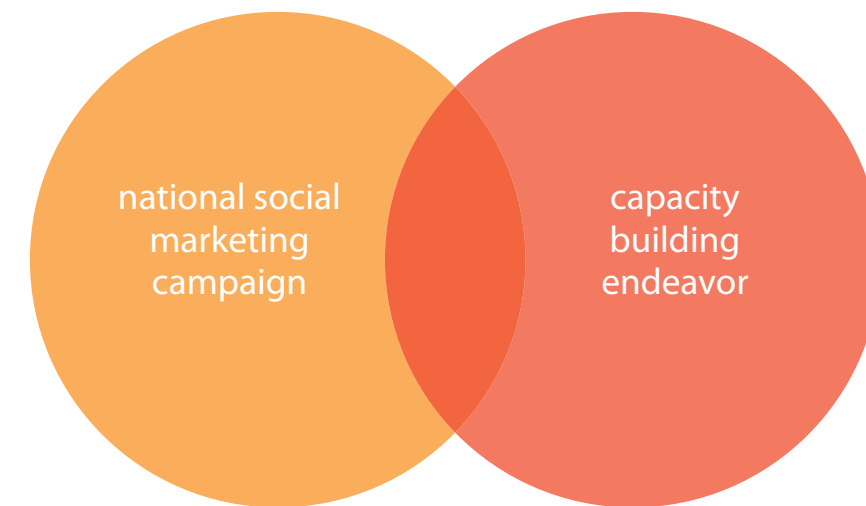 national social
marketing
campaign
capacity
building
endeavor